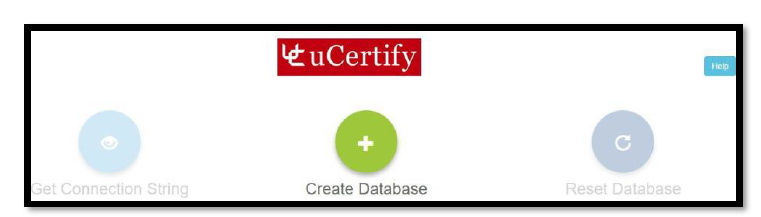 uCertify
Help
Get Connection String
Create Database
Reset Database